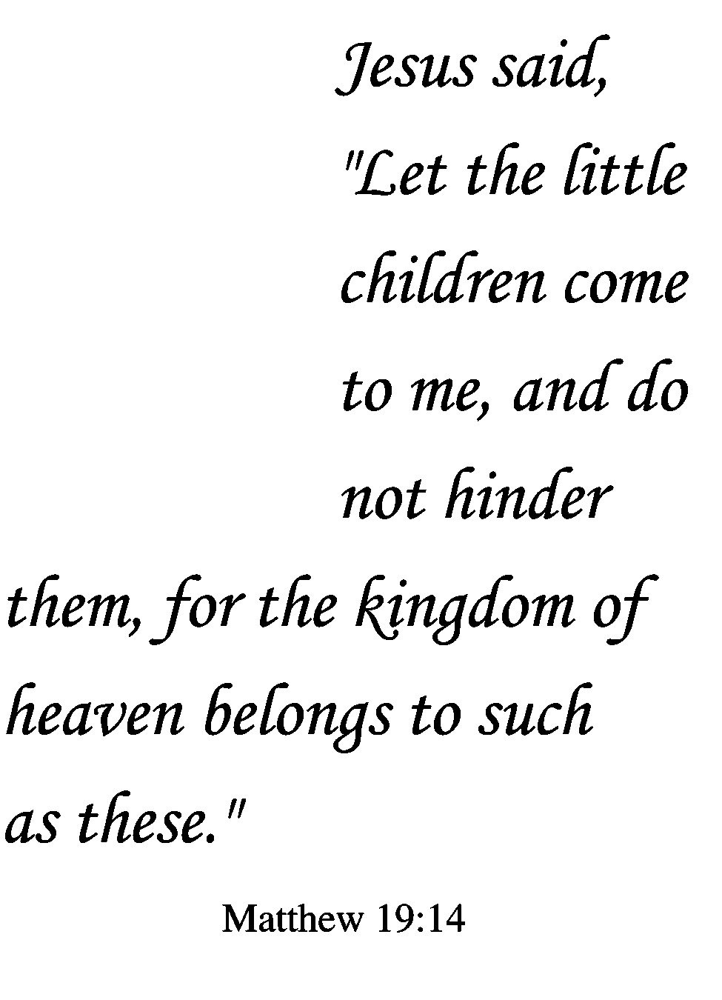 Jesus said,
"Let the little
children come
to me, and do
not hinder
them, for the kingdom of
heaven belongs to such
as these."
Matthew 19:14